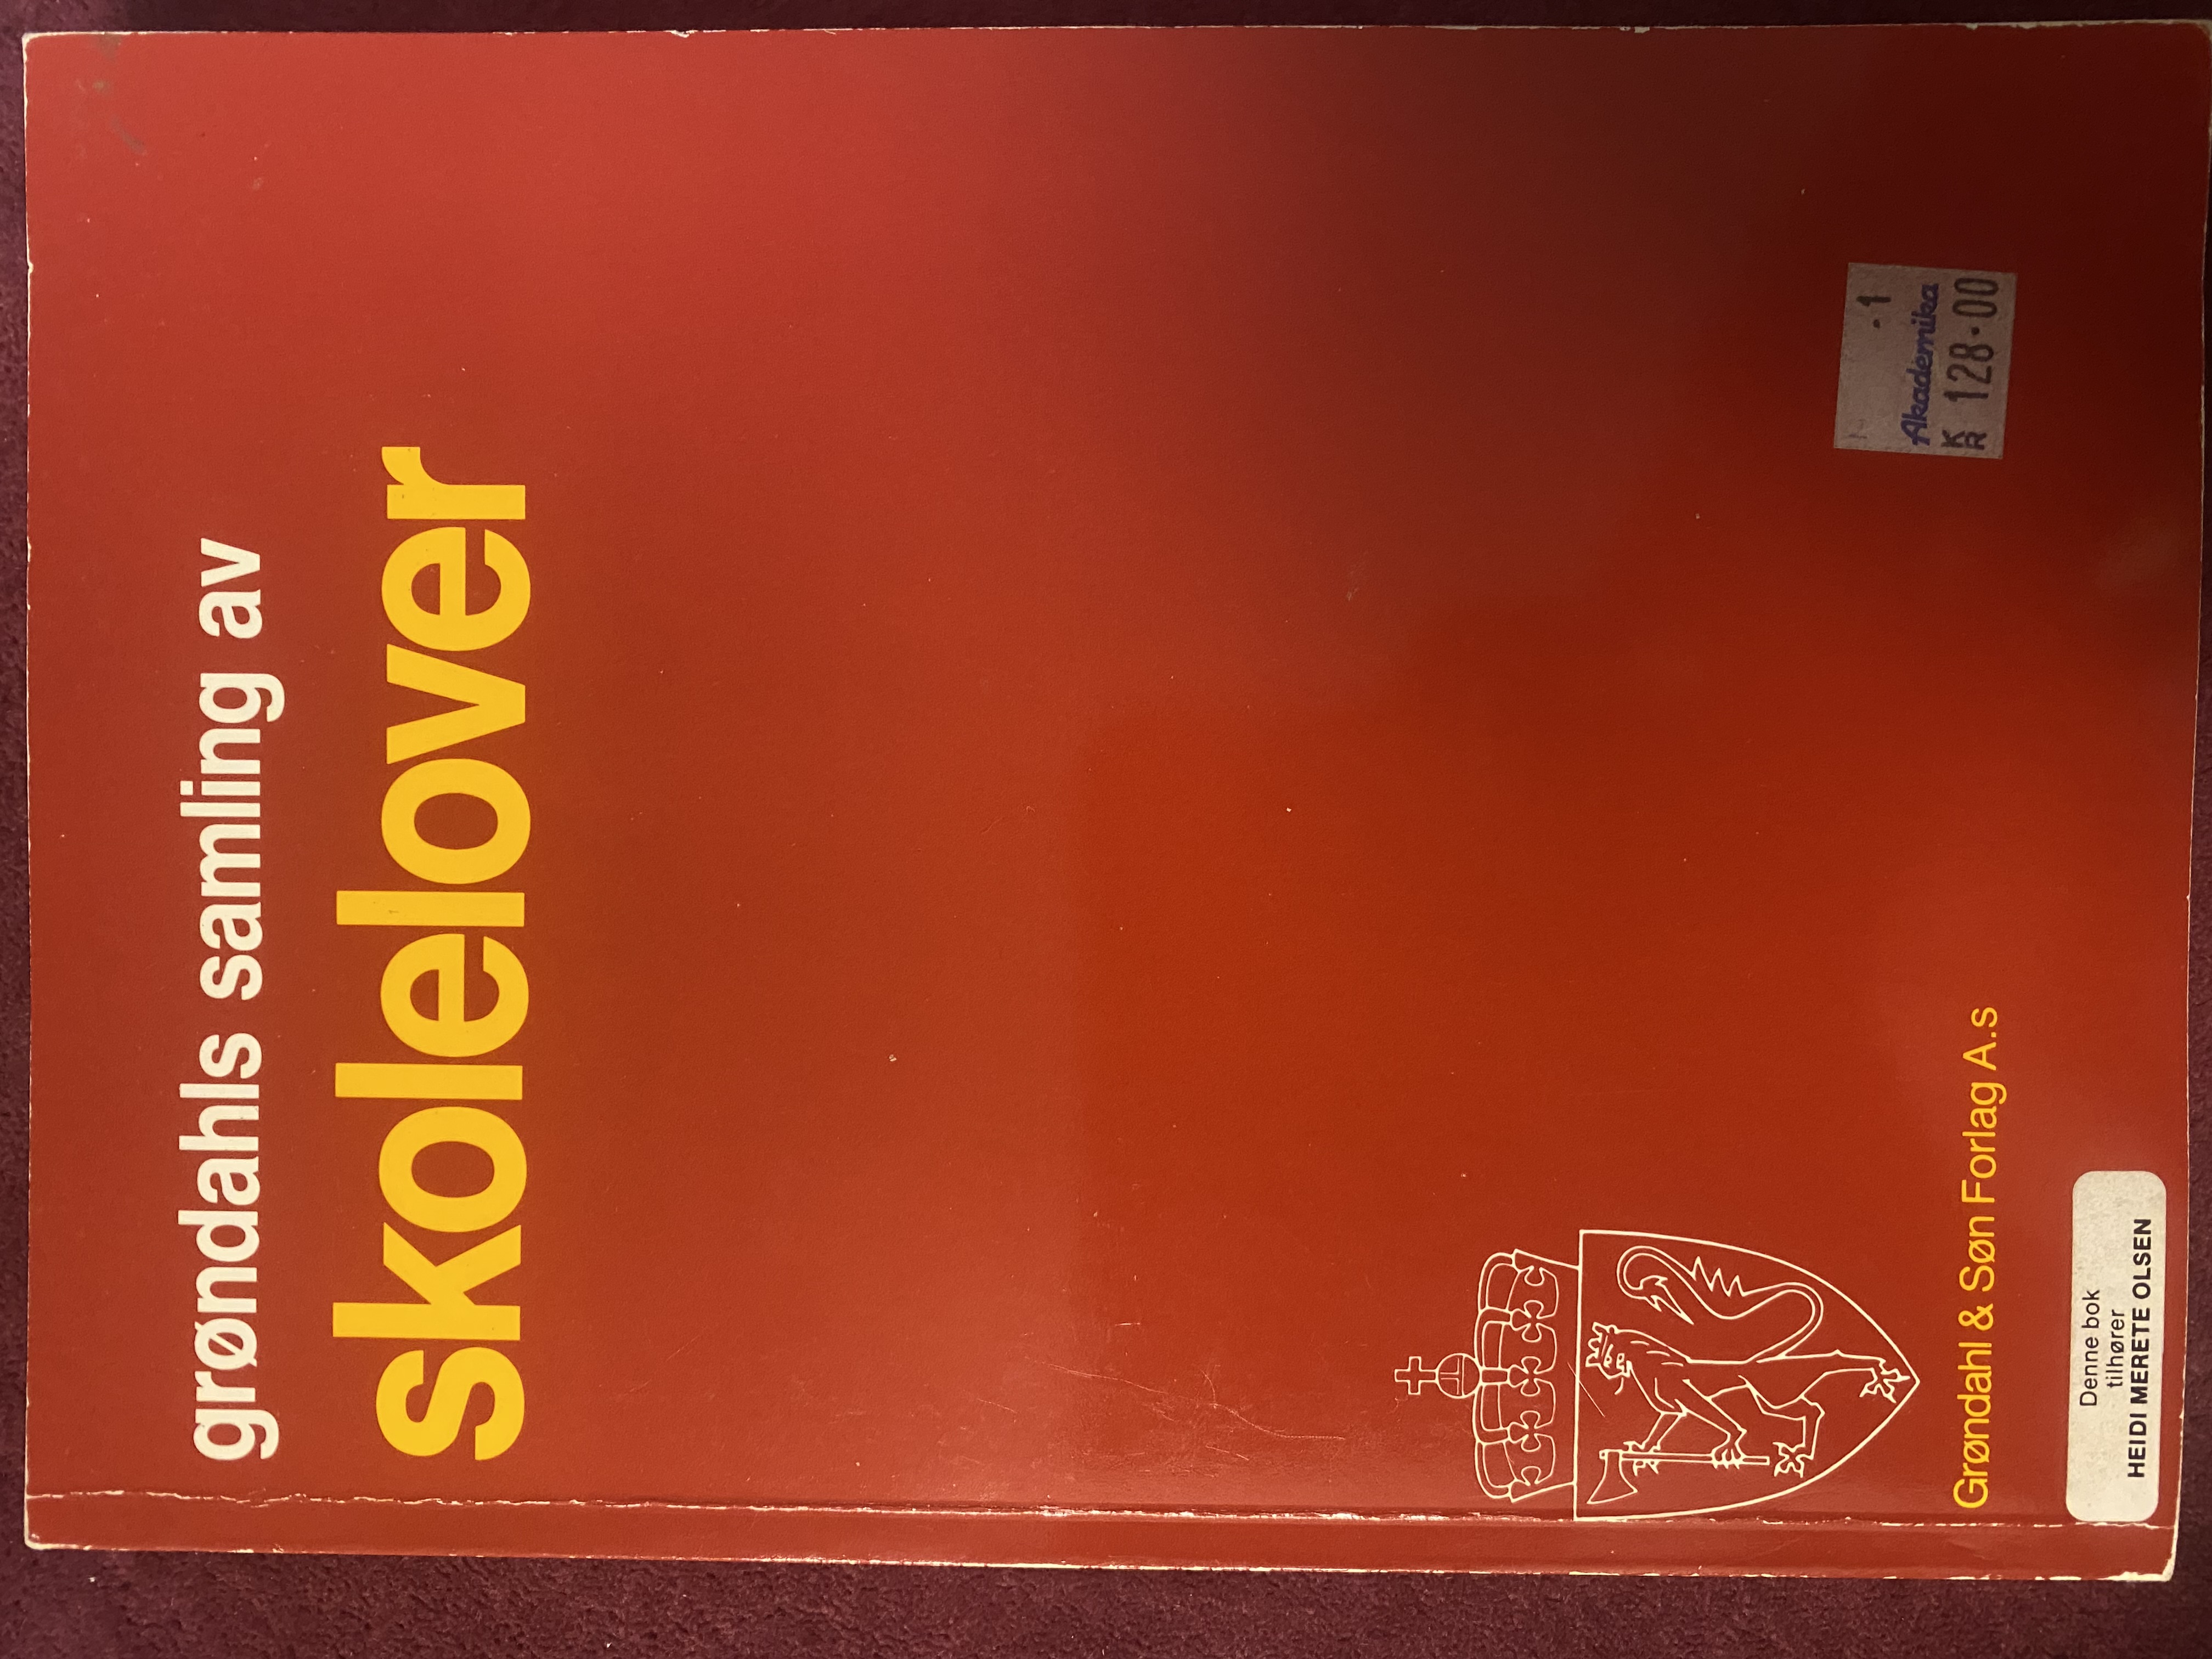 grøndahls samling av
skolelover
1
Akademika
KR 128.00
Grøndahl & Søn Forlag A.s
Denne bok
tilhører
HEIDI MERETE OLSEN